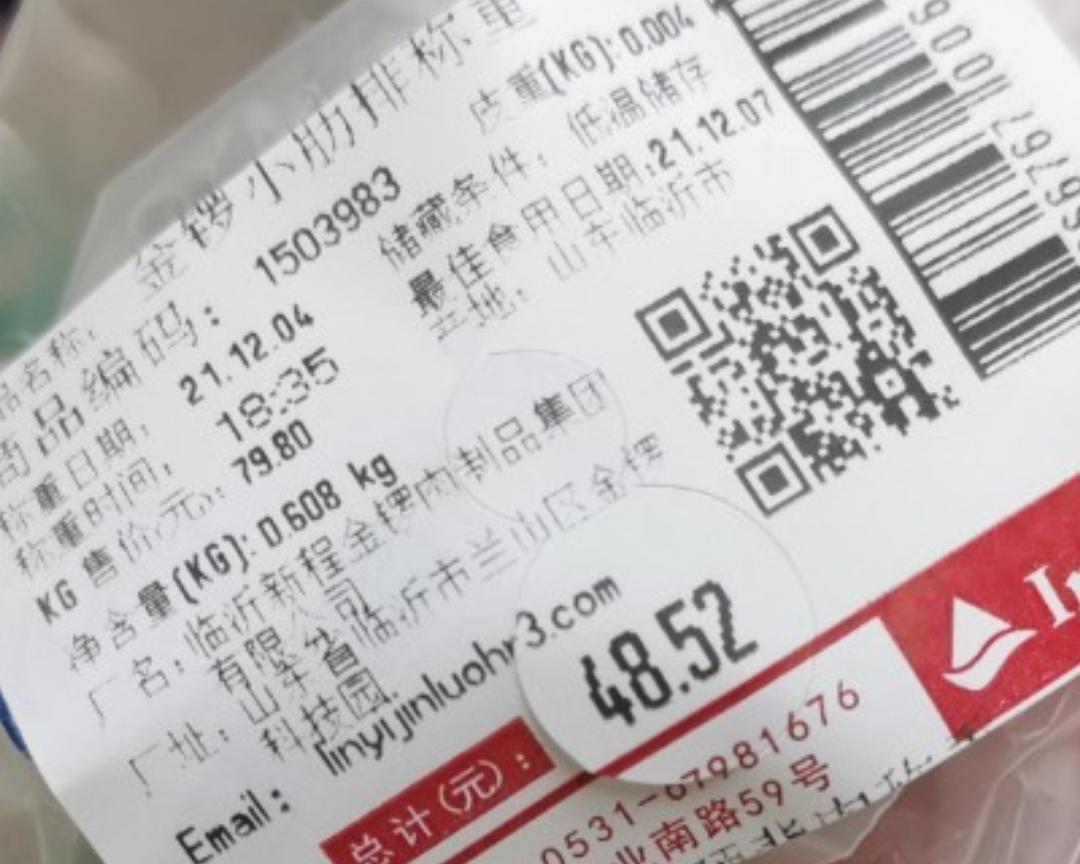 品名称: 金锣小肋排称重
商品编码: 1503983 皮重(KG): 0.004
称重日期: 21.12.04 储藏条件: 低温储存
称重时间: 18:35 最佳食用日期:21.12.07
KG售价(元): 79.80 产地: 山东临沂市
净含量(KG): 0.608 kg
厂名: 临沂新程金锣肉制品集团
有限公司
厂址: 山东省临沂市兰山区金锣
科技园
Email: linyijinluohr3.com
总计(元): 48.52
0531-67981676
业南路59号